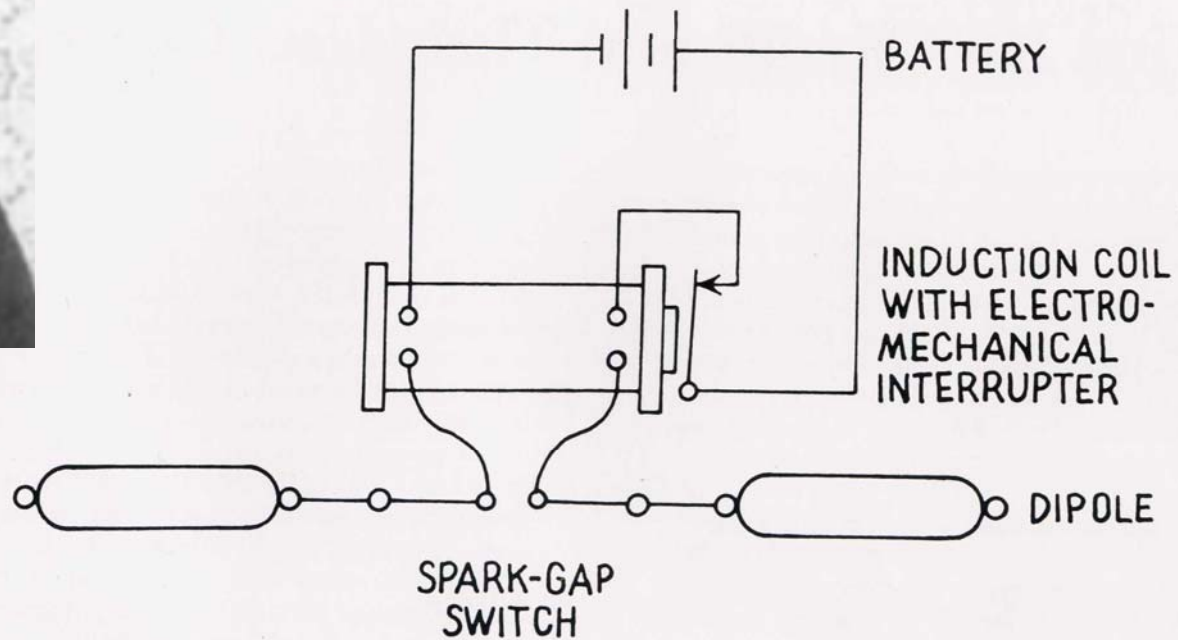 BATTERY
INDUCTION COIL
WITH ELECTRO-
MECHANICAL
INTERRUPTER
DIPOLE
SPARK-GAP
SWITCH